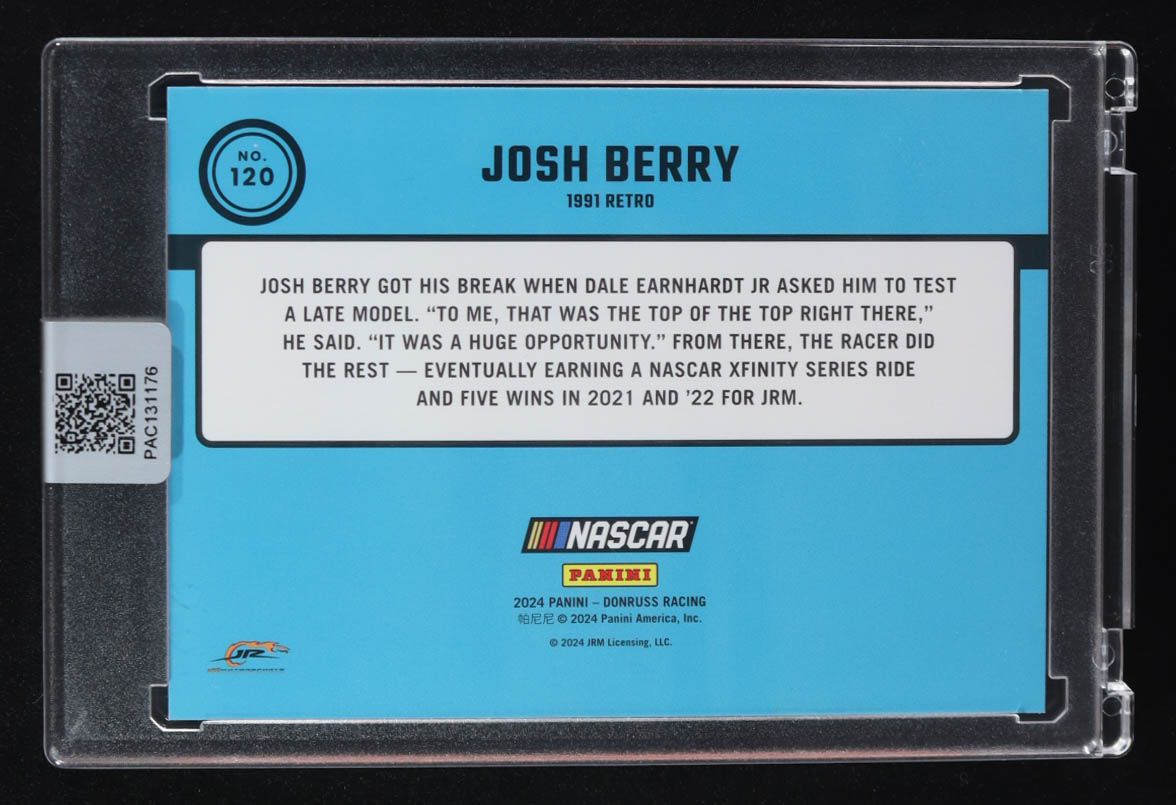 NO.
120
JOSH BERRY
1991 RETRO
JOSH BERRY GOT HIS BREAK WHEN DALE EARNHARDT JR ASKED HIM TO TEST
A LATE MODEL. “TO ME, THAT WAS THE TOP OF THE TOP RIGHT THERE,”
HE SAID. “IT WAS A HUGE OPPORTUNITY.” FROM THERE, THE RACER DID
THE REST — EVENTUALLY EARNING A NASCAR XFINITY SERIES RIDE
AND FIVE WINS IN 2021 AND ’22 FOR JRM.
PAC131176
NASCAR
PANINI
2024 PANINI – DONRUSS RACING
帕尼尼 © 2024 Panini America, Inc.
© 2024 JRM Licensing, LLC.
JR